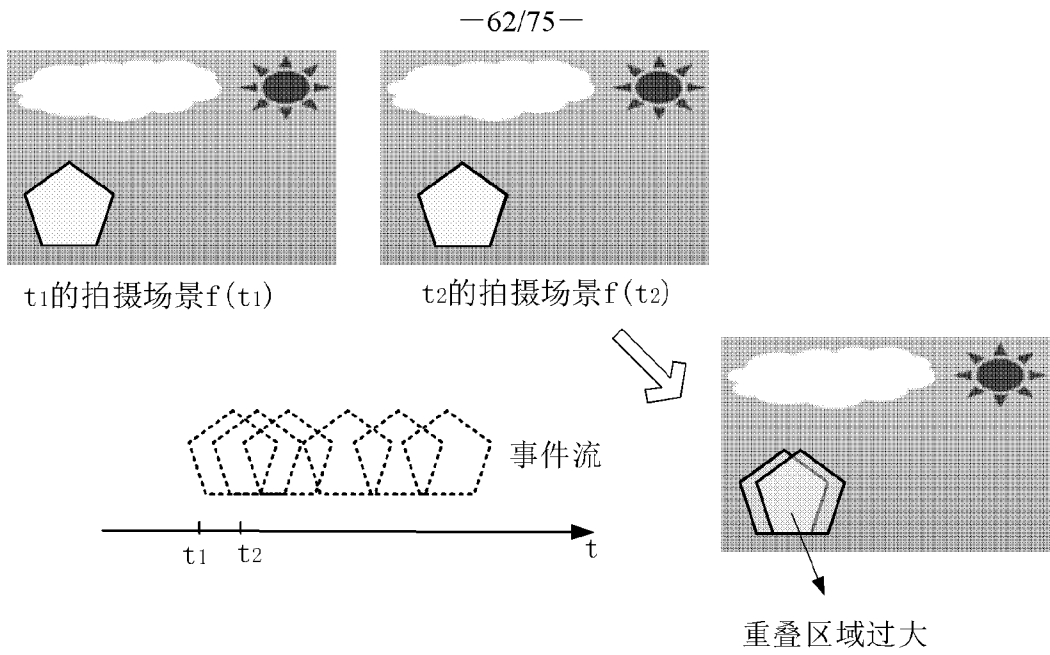 —62/75—
t1的拍摄场景f(t1)
t2的拍摄场景f(t2)
事件流
t1
t2
t
重叠区域过大